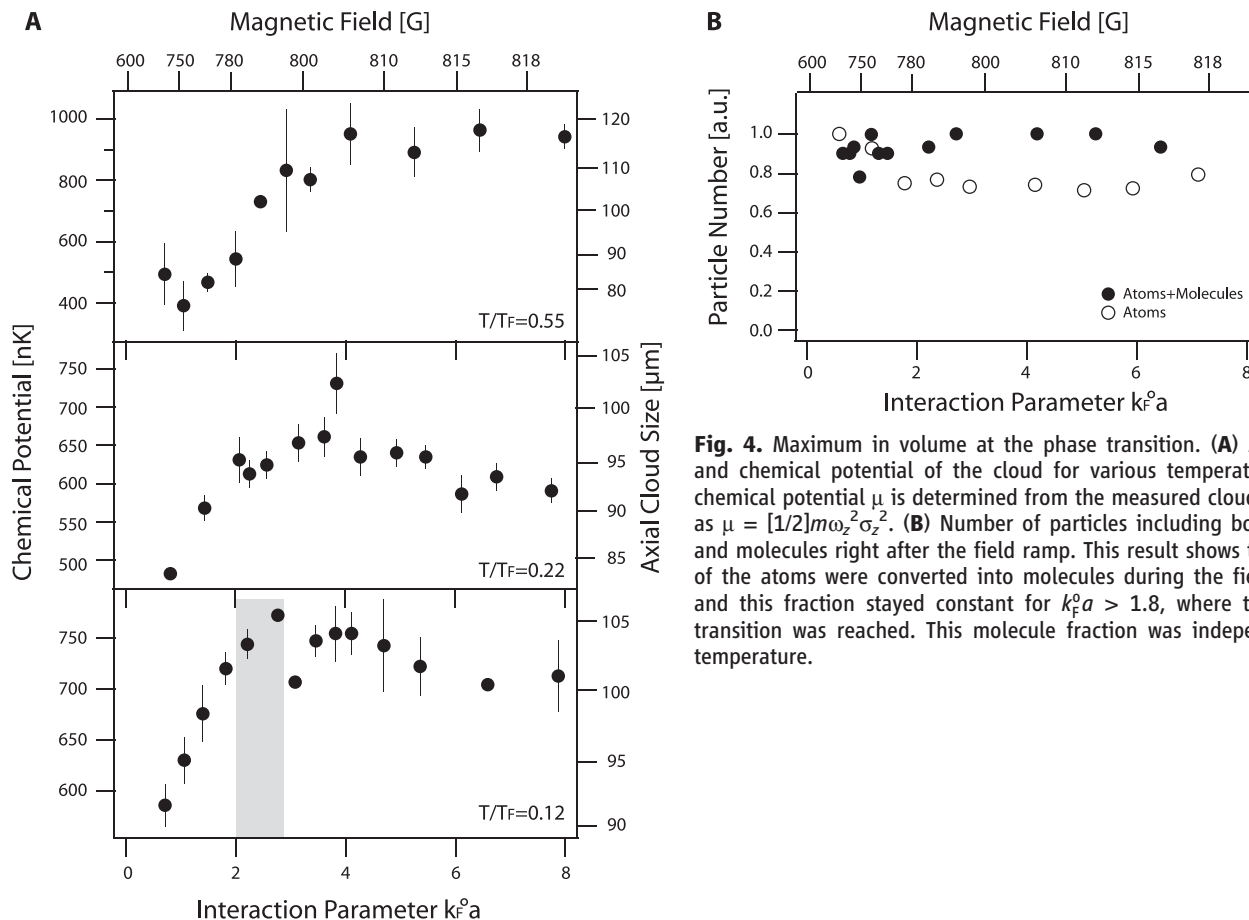 A
Magnetic Field [G]
600 750 780 800 810 815 818
1000
800
600
400
120
110
100
90
80
T/TF=0.55
750
700
650
600
550
500
105
100
95
90
85
T/TF=0.22
750
700
650
600
105
100
95
90
T/TF=0.12
Chemical Potential [nK]
Axial Cloud Size [μm]
0 2 4 6 8
Interaction Parameter kF°a
B
Magnetic Field [G]
600 750 780 800 810 815 818
Particle Number [a.u.]
1.0
0.8
0.6
0.4
0.2
0.0
Atoms+Molecules
Atoms
0 2 4 6 8
Interaction Parameter kF°a
Fig. 4. Maximum in volume at the phase transition. (A)
and chemical potential of the cloud for various temperat
chemical potential μ is determined from the measured cloud
as μ = [1/2]mωz²σz². (B) Number of particles including bo
and molecules right after the field ramp. This result shows t
of the atoms were converted into molecules during the fie
and this fraction stayed constant for kF°a > 1.8, where t
transition was reached. This molecule fraction was indepe
temperature.